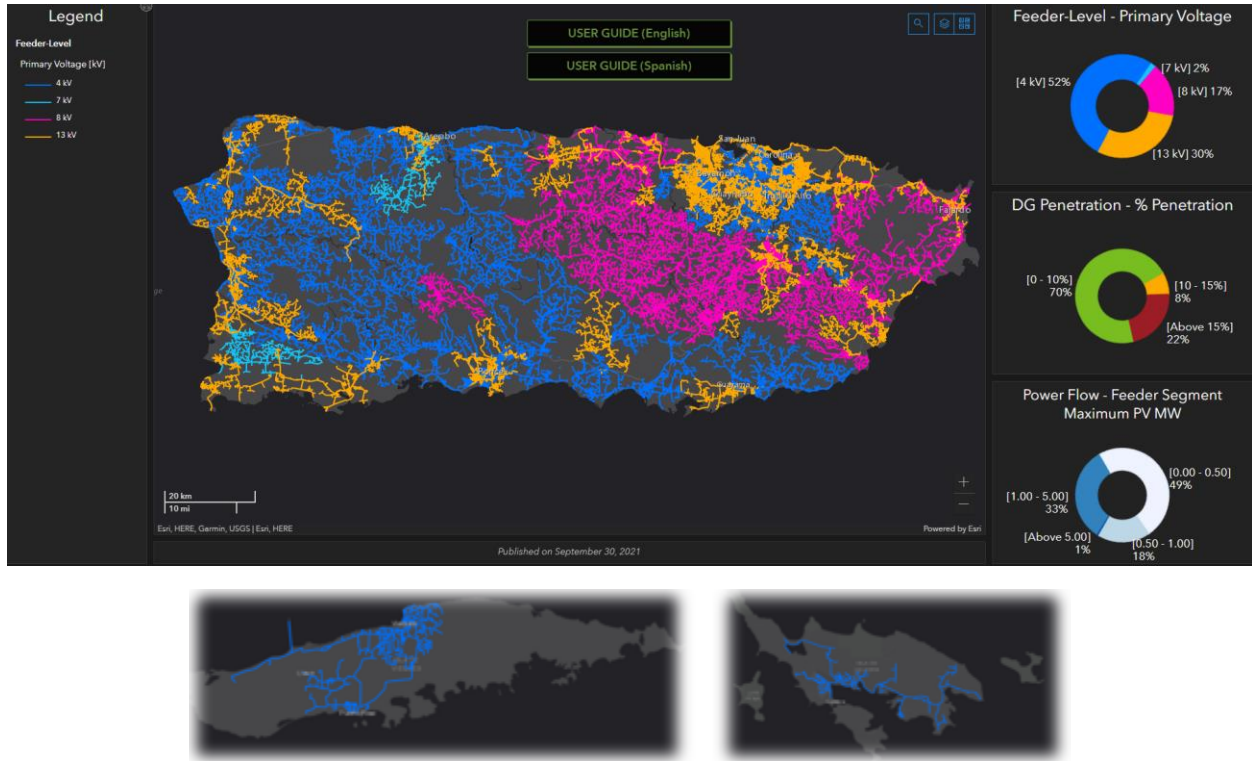 Legend
Feeder-Level
Primary Voltage [kV]
4 kV
7 kV
8 kV
13 kV
USER GUIDE (English)
USER GUIDE (Spanish)
Arecibo
San Juan
Carolina
Bayamon
Fajardo
Ponce
Guayama
20 km
10 mi
Esri, HERE, Garmin, USGS | Esri, HERE
Powered by Esri
Published on September 30, 2021
Feeder-Level - Primary Voltage
[4 kV] 52%
[7 kV] 2%
[8 kV] 17%
[13 kV] 30%
DG Penetration - % Penetration
[0 - 10%]
70%
[10 - 15%]
8%
[Above 15%]
22%
Power Flow - Feeder Segment
Maximum PV MW
[0.00 - 0.50]
49%
[1.00 - 5.00]
33%
[Above 5.00]
1%
[0.50 - 1.00]
18%